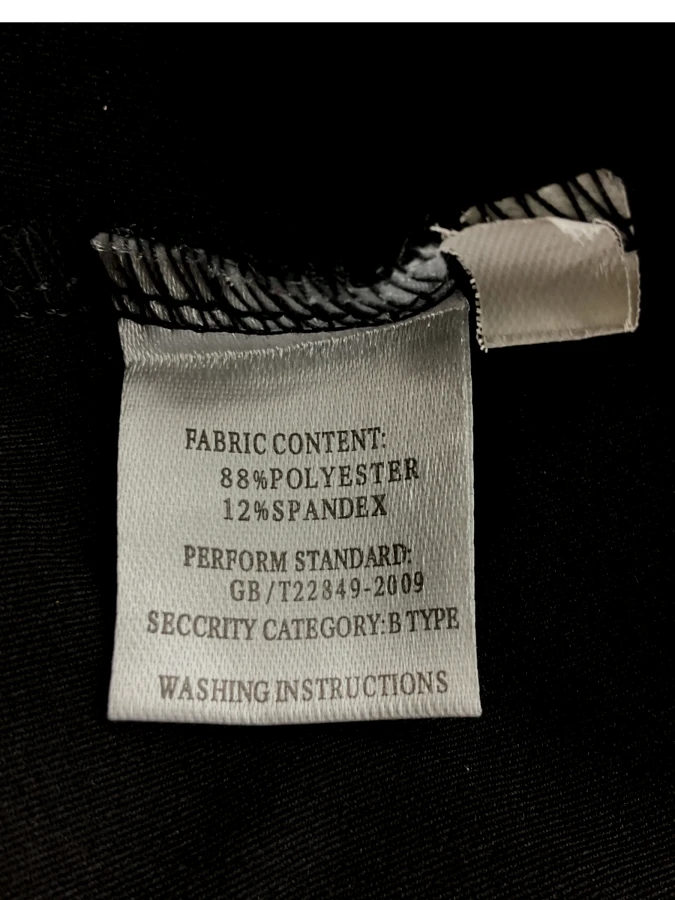 FABRIC CONTENT:
88%POLYESTER
12%SPANDEX
PERFORM STANDARD:
GB/T22849-2009
SECCRITY CATEGORY:B TYPE
WASHING INSTRUCTIONS